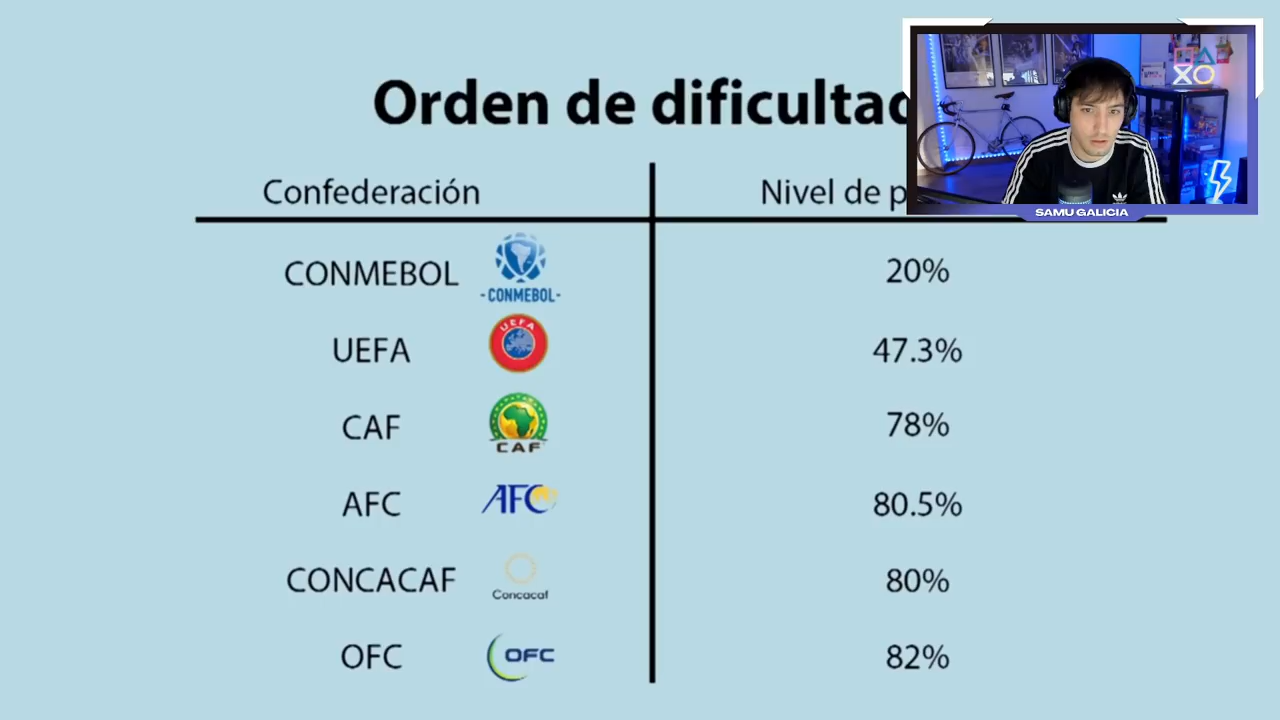 Orden de dificultad
Confederación
Nivel de p
CONMEBOL
-CONMEBOL-
20%
UEFA
UEFA
47.3%
CAF
CAF
78%
AFC
AFC
80.5%
CONCACAF
Concacaf
80%
OFC
OFC
82%
XO
SAMU GALICIA